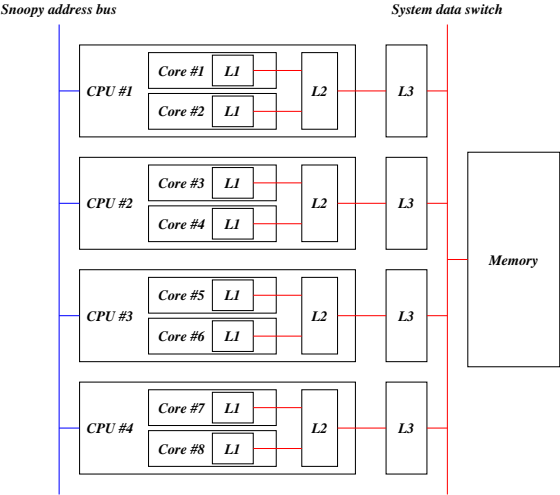 Snoopy address bus
System data switch
CPU #1
Core #1
L1
Core #2
L1
L2
L3
CPU #2
Core #3
L1
Core #4
L1
L2
L3
Memory
CPU #3
Core #5
L1
Core #6
L1
L2
L3
CPU #4
Core #7
L1
Core #8
L1
L2
L3